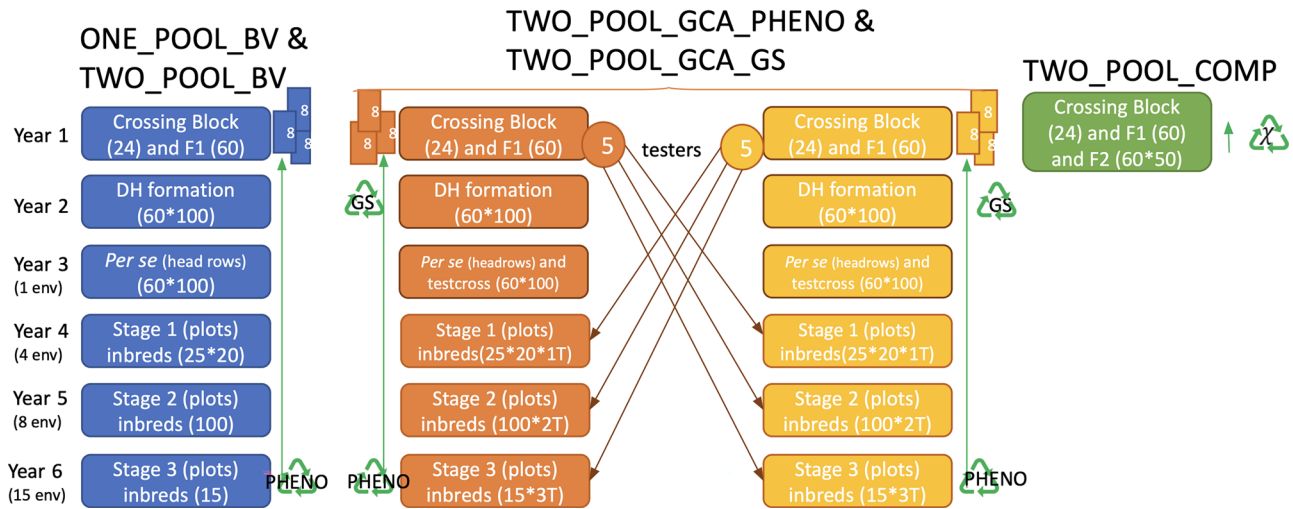 ONE_POOL_BV &
TWO_POOL_BV
TWO_POOL_GCA_PHENO &
TWO_POOL_GCA_GS
TWO_POOL_COMP
Year 1
Crossing Block
(24) and F1 (60)
8
8
8
8
8
Crossing Block
(24) and F1 (60)
5
testers
5
Crossing Block
(24) and F1 (60)
8
8
Crossing Block
(24) and F1 (60)
and F2 (60*50)
χ
Year 2
DH formation
(60*100)
GS
DH formation
(60*100)
DH formation
(60*100)
GS
Year 3
(1 env)
Per se (head rows)
(60*100)
Per se (headrows) and
testcross (60*100)
Per se (headrows) and
testcross (60*100)
Year 4
(4 env)
Stage 1 (plots)
inbreds (25*20)
Stage 1 (plots)
inbreds(25*20*1T)
Stage 1 (plots)
inbreds(25*20*1T)
Year 5
(8 env)
Stage 2 (plots)
inbreds (100)
Stage 2 (plots)
inbreds (100*2T)
Stage 2 (plots)
inbreds (100*2T)
Year 6
(15 env)
Stage 3 (plots)
inbreds (15)
PHENO
PHENO
Stage 3 (plots)
inbreds (15*3T)
Stage 3 (plots)
inbreds (15*3T)
PHENO